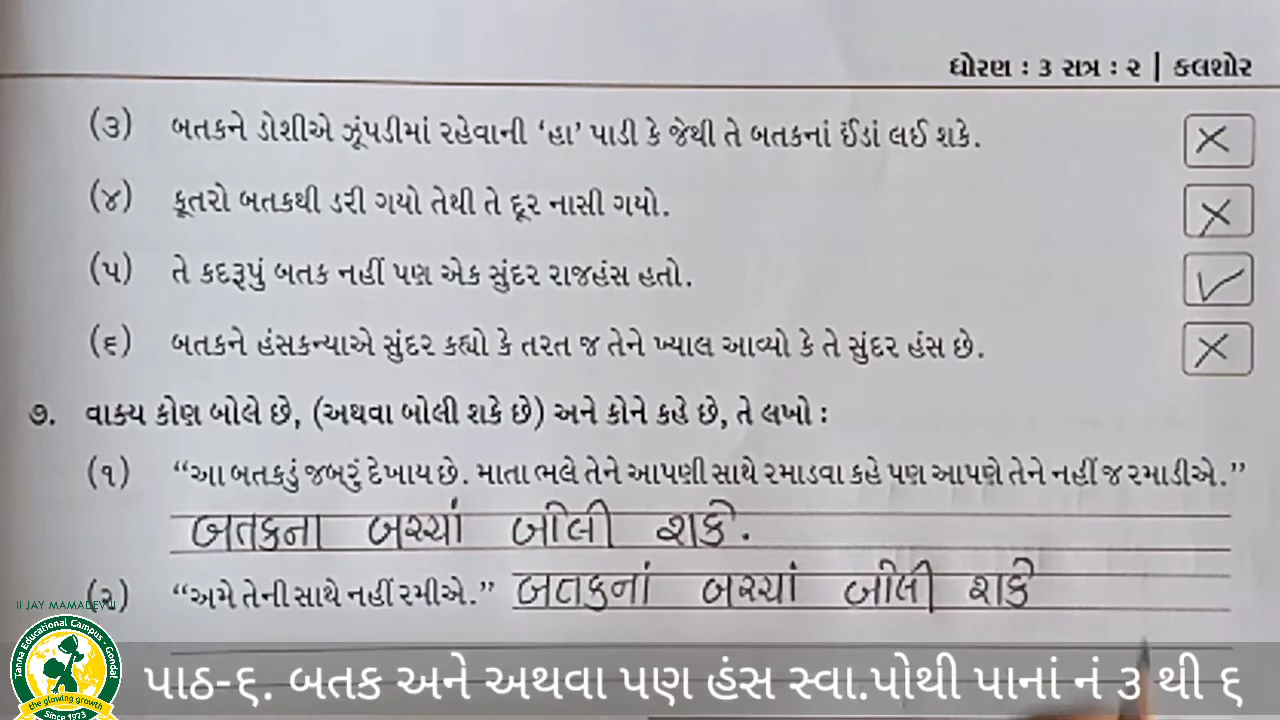 ધોરણ : ૩ સત્ર : ૨ | કલશોર
(૩) બતકને ડોશીએ ઝૂંપડીમાં રહેવાની ‘હા’ પાડી કે જેથી તે બતકનાં ઈંડાં લઈ શકે. ✗
(૪) કૂતરો બતકથી ડરી ગયો તેથી તે દૂર નાસી ગયો. ✗
(૫) તે કદરૂપું બતક નહીં પણ એક સુંદર રાજહંસ હતો. ✓
(૬) બતકને હંસકન્યાએ સુંદર કહ્યો કે તરત જ તેને ખ્યાલ આવ્યો કે તે સુંદર હંસ છે. ✗
૭. વાક્ય કોણ બોલે છે, (અથવા બોલી શકે છે) અને કોને કહે છે, તે લખો :
(૧) “આ બતકડું જબરું દેખાય છે. માતા ભલે તેને આપણી સાથે રમાડવા કહે પણ આપણે તેને નહીં જ રમાડીએ.”
બતકના બચ્ચાં બોલી શકે.
(૨) “અમે તેની સાથે નહીં રમીએ.” બતકનાં બચ્ચાં બોલી શકે
II JAY MAMADEV II
Tanna Educational Campus - Gondal
the glowing growth
Since 1973
પાઠ-૬. બતક અને અથવા પણ હંસ સ્વા.પોથી પાનાં નં ૩ થી ૬